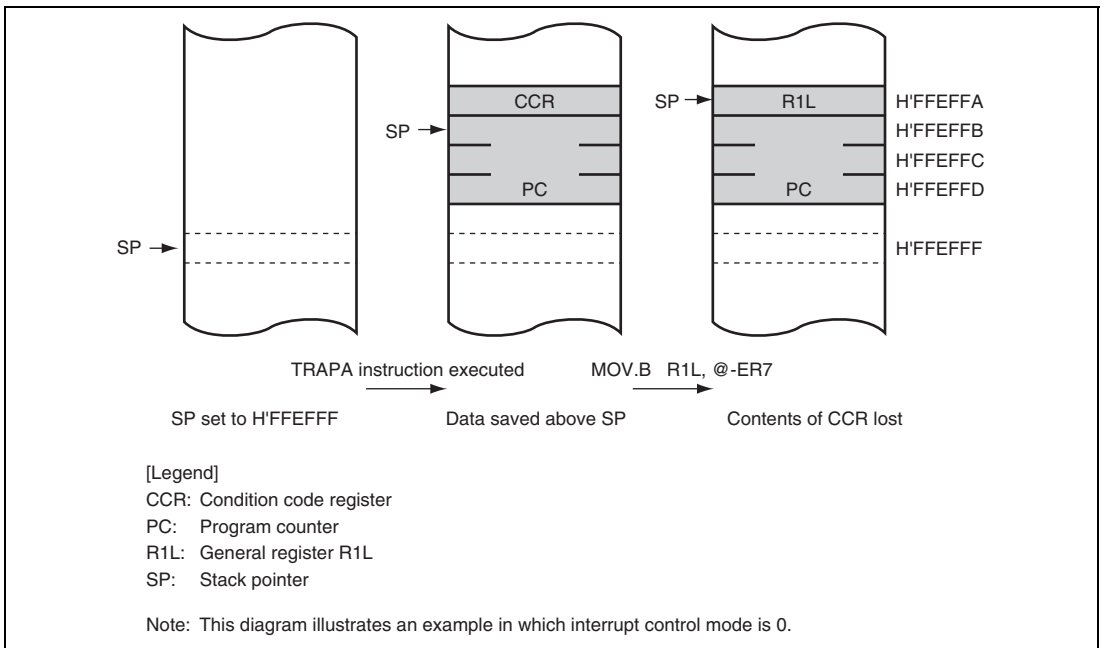 CCR
SP
R1L
H'FFEFFA
SP
H'FFEFFB
H'FFEFFC
PC
PC
H'FFEFFD
SP
H'FFEFFF
TRAPA instruction executed
MOV.B R1L, @-ER7
SP set to H'FFEFFF
Data saved above SP
Contents of CCR lost
[Legend]
CCR: Condition code register
PC: Program counter
R1L: General register R1L
SP: Stack pointer
Note: This diagram illustrates an example in which interrupt control mode is 0.